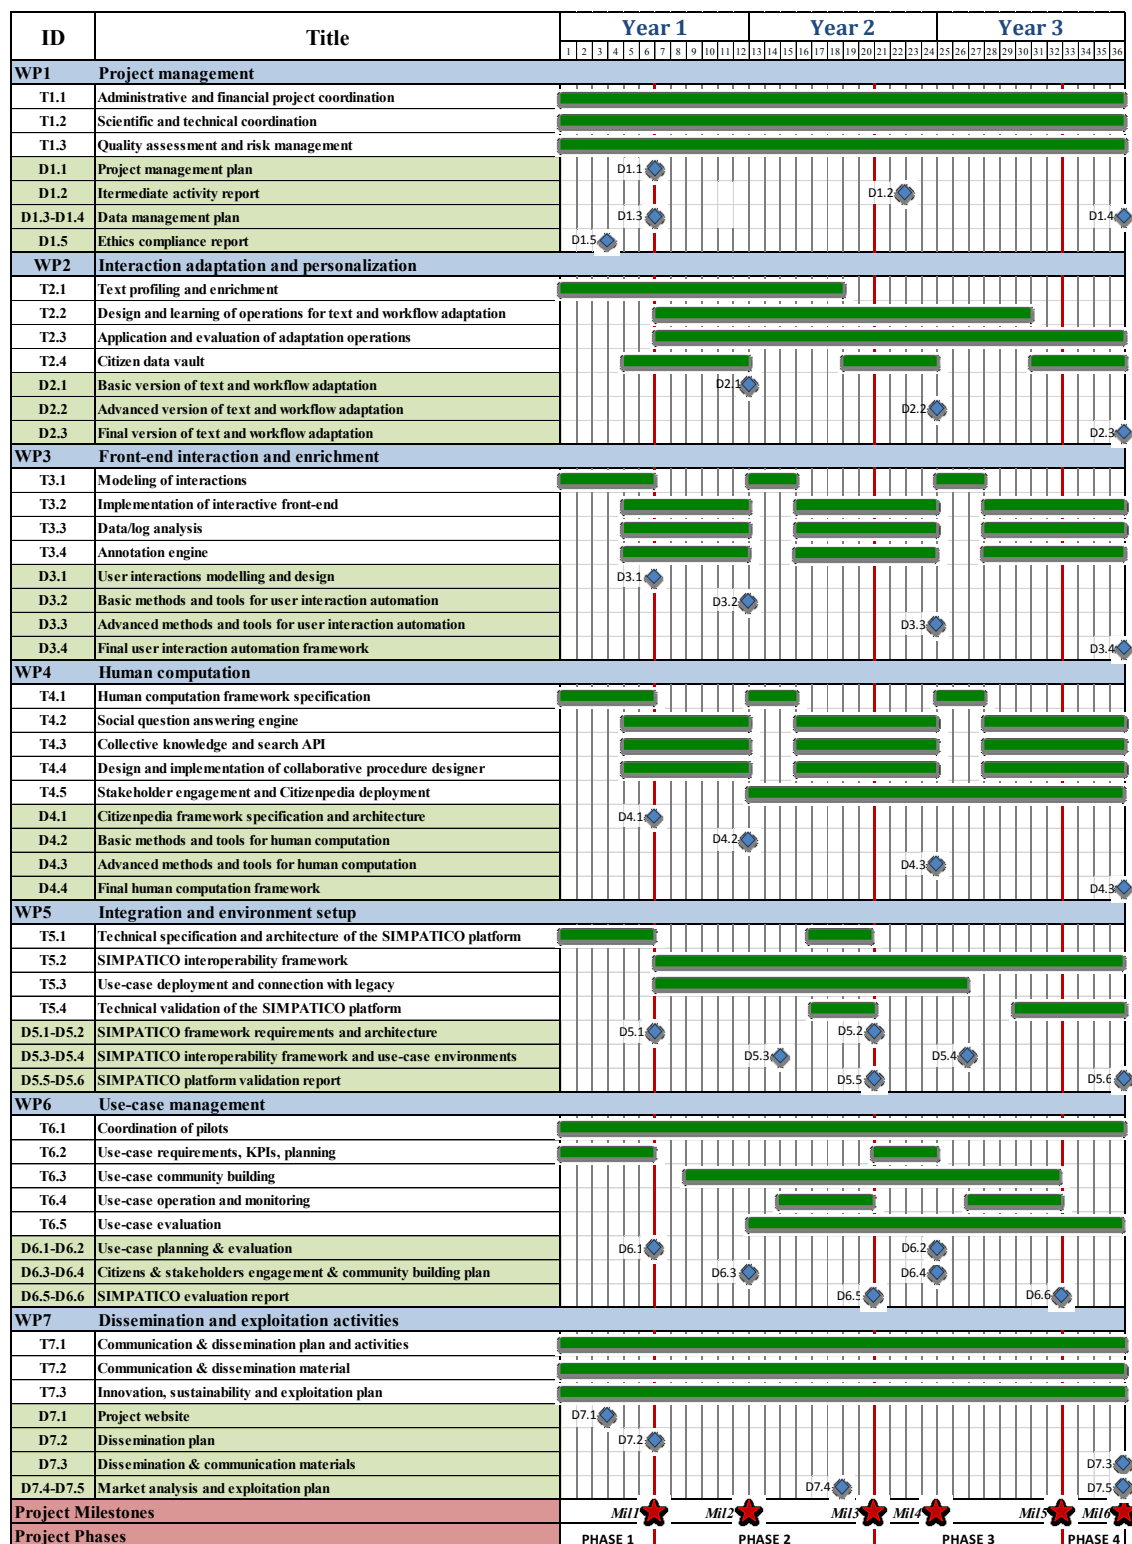 ID Title Year 1 Year 2 Year 3
1 2 3 4 5 6 7 8 9 10 11 12 13 14 15 16 17 18 19 20 21 22 23 24 25 26 27 28 29 30 31 32 33 34 35 36
WP1 Project management
T1.1 Administrative and financial project coordination
T1.2 Scientific and technical coordination
T1.3 Quality assessment and risk management
D1.1 Project management plan D1.1
D1.2 Itermediate activity report D1.2
D1.3-D1.4 Data management plan D1.3 D1.4
D1.5 Ethics compliance report D1.5
WP2 Interaction adaptation and personalization
T2.1 Text profiling and enrichment
T2.2 Design and learning of operations for text and workflow adaptation
T2.3 Application and evaluation of adaptation operations
T2.4 Citizen data vault
D2.1 Basic version of text and workflow adaptation D2.1
D2.2 Advanced version of text and workflow adaptation D2.2
D2.3 Final version of text and workflow adaptation D2.3
WP3 Front-end interaction and enrichment
T3.1 Modeling of interactions
T3.2 Implementation of interactive front-end
T3.3 Data/log analysis
T3.4 Annotation engine
D3.1 User interactions modelling and design D3.1
D3.2 Basic methods and tools for user interaction automation D3.2
D3.3 Advanced methods and tools for user interaction automation D3.3
D3.4 Final user interaction automation framework D3.4
WP4 Human computation
T4.1 Human computation framework specification
T4.2 Social question answering engine
T4.3 Collective knowledge and search API
T4.4 Design and implementation of collaborative procedure designer
T4.5 Stakeholder engagement and Citizenpedia deployment
D4.1 Citizenpedia framework specification and architecture D4.1
D4.2 Basic methods and tools for human computation D4.2
D4.3 Advanced methods and tools for human computation D4.3
D4.4 Final human computation framework D4.3
WP5 Integration and environment setup
T5.1 Technical specification and architecture of the SIMPATICO platform
T5.2 SIMPATICO interoperability framework
T5.3 Use-case deployment and connection with legacy
T5.4 Technical validation of the SIMPATICO platform
D5.1-D5.2 SIMPATICO framework requirements and architecture D5.1 D5.2
D5.3-D5.4 SIMPATICO interoperability framework and use-case environments D5.3 D5.4
D5.5-D5.6 SIMPATICO platform validation report D5.5 D5.6
WP6 Use-case management
T6.1 Coordination of pilots
T6.2 Use-case requirements, KPIs, planning
T6.3 Use-case community building
T6.4 Use-case operation and monitoring
T6.5 Use-case evaluation
D6.1-D6.2 Use-case planning & evaluation D6.1 D6.2
D6.3-D6.4 Citizens & stakeholders engagement & community building plan D6.3 D6.4
D6.5-D6.6 SIMPATICO evaluation report D6.5 D6.6
WP7 Dissemination and exploitation activities
T7.1 Communication & dissemination plan and activities
T7.2 Communication & dissemination material
T7.3 Innovation, sustainability and exploitation plan
D7.1 Project website D7.1
D7.2 Dissemination plan D7.2
D7.3 Dissemination & communication materials D7.3
D7.4-D7.5 Market analysis and exploitation plan D7.4 D7.5
Project Milestones Mil1 Mil2 Mil3 Mil4 Mil5 Mil6
Project Phases PHASE 1 PHASE 2 PHASE 3 PHASE 4